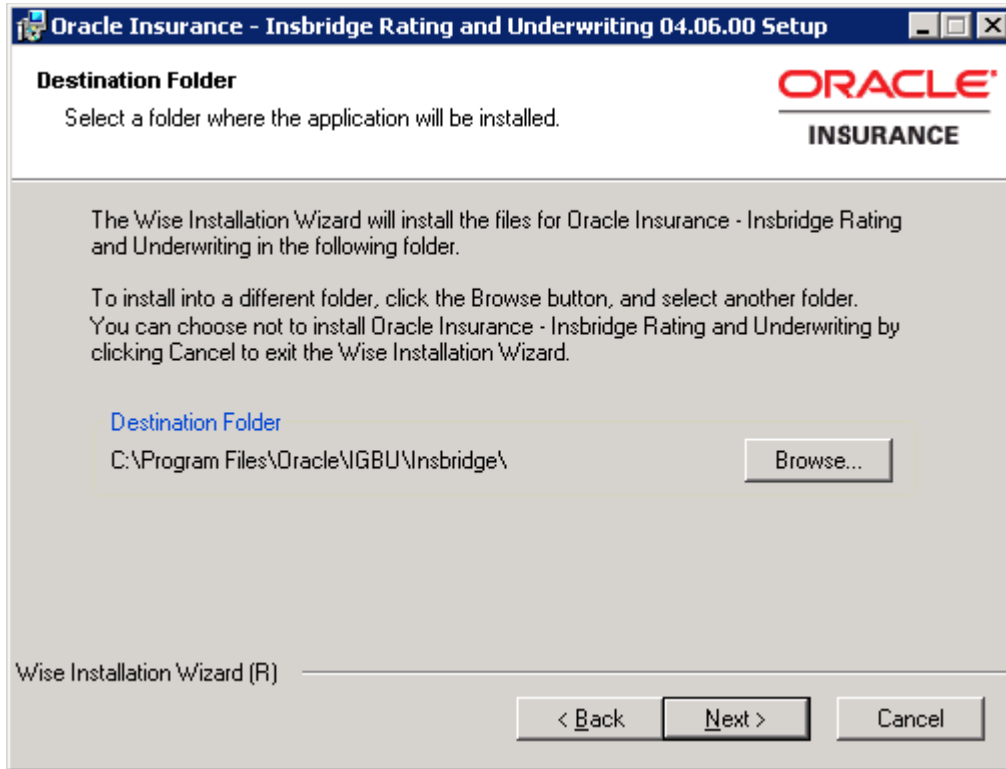 Oracle Insurance - Insbridge Rating and Underwriting 04.06.00 Setup
Destination Folder
Select a folder where the application will be installed.
ORACLE
INSURANCE
The Wise Installation Wizard will install the files for Oracle Insurance - Insbridge Rating
and Underwriting in the following folder.
To install into a different folder, click the Browse button, and select another folder.
You can choose not to install Oracle Insurance - Insbridge Rating and Underwriting by
clicking Cancel to exit the Wise Installation Wizard.
Destination Folder
C:\Program Files\Oracle\IGBU\Insbridge\
Browse...
Wise Installation Wizard (R)
< Back
Next >
Cancel